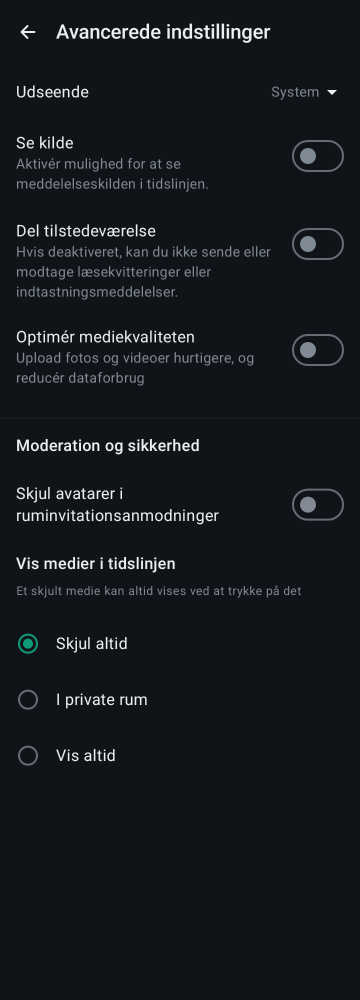 Avancerede indstillinger
Udseende
System
Se kilde
Aktivér mulighed for at se
meddelelseskilden i tidslinjen.
Del tilstedeværelse
Hvis deaktiveret, kan du ikke sende eller
modtage læsekvitteringer eller
indtastningsmeddelelser.
Optimér mediekvaliteten
Upload fotos og videoer hurtigere, og
reducér dataforbrug
Moderation og sikkerhed
Skjul avatarer i
ruminvitationsanmodninger
Vis medier i tidslinjen
Et skjult medie kan altid vises ved at trykke på det
Skjul altid
I private rum
Vis altid